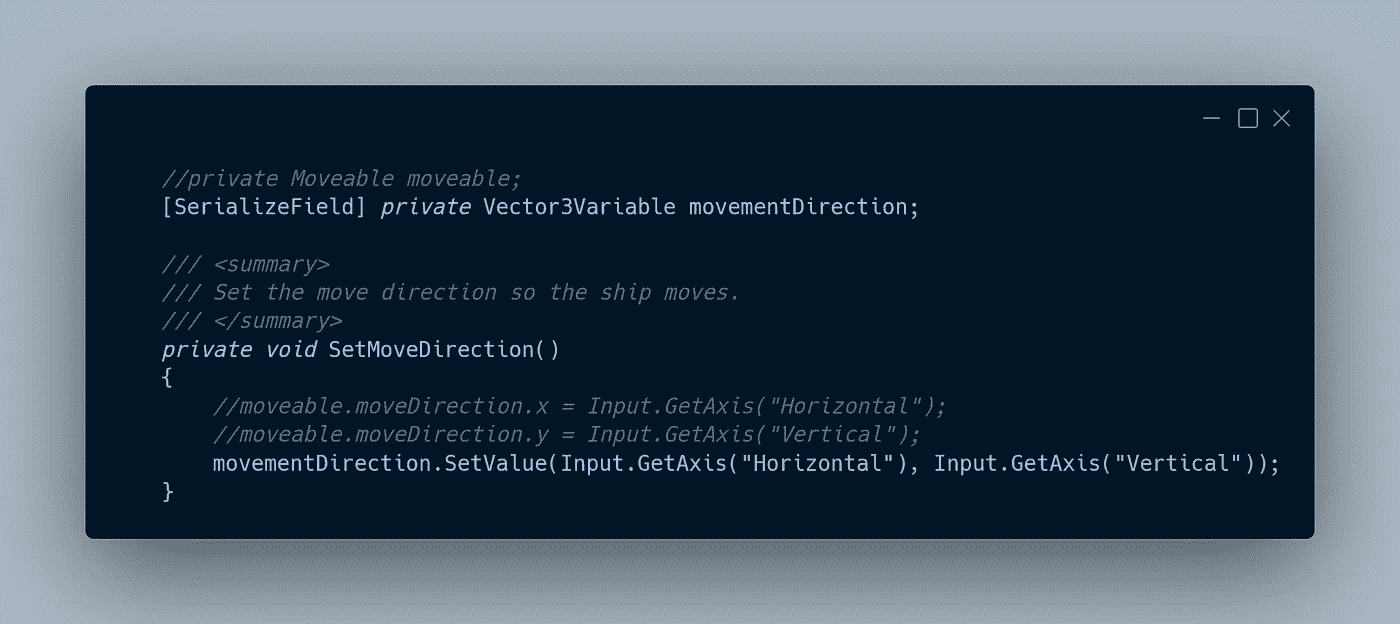 //private Moveable moveable;
[SerializeField] private Vector3Variable movementDirection;
/// <summary>
/// Set the move direction so the ship moves.
/// </summary>
private void SetMoveDirection()
{
    //moveable.moveDirection.x = Input.GetAxis("Horizontal");
    //moveable.moveDirection.y = Input.GetAxis("Vertical");
    movementDirection.SetValue(Input.GetAxis("Horizontal"), Input.GetAxis("Vertical"));
}